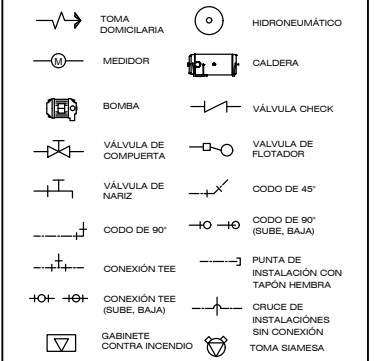 TOMA
DOMICILARIA
HIDRONEUMÁTICO
M
MEDIDOR
CALDERA
BOMBA
VÁLVULA CHECK
VÁLVULA DE
COMPUERTA
VALVULA DE
FLOTADOR
VÁLVULA DE
NARIZ
CODO DE 45°
CODO DE 90°
CODO DE 90°
(SUBE, BAJA)
CONEXIÓN TEE
PUNTA DE
INSTALACIÓN CON
TAPÓN HEMBRA
CONEXIÓN TEE
(SUBE, BAJA)
CRUCE DE
INSTALACIÓNES
SIN CONEXIÓN
GABINETE
CONTRA INCENDIO
TOMA SIAMESA